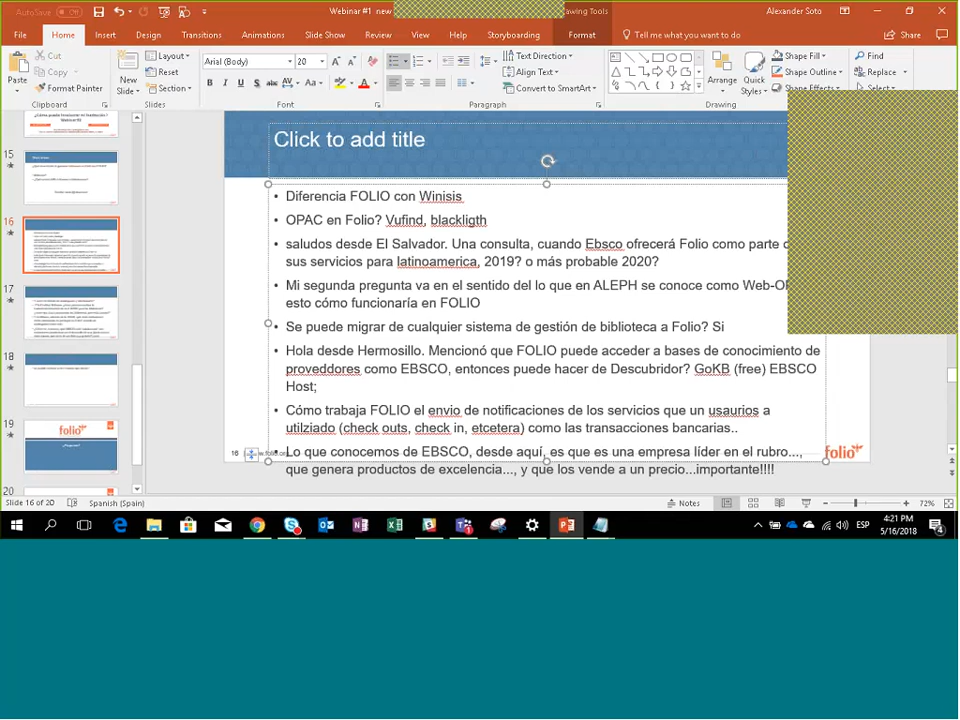 AutoSave Off
Webinar #1 new
awing Tools
Alexander Soto
File Home Insert Design Transitions Animations Slide Show Review View Help Storyboarding Format Tell me what you want to do Share
Paste
Cut
Copy
Format Painter
Clipboard
New Slide
Layout
Reset
Section
Slides
Arial (Body) 20
Font
Text Direction
Align Text
Convert to SmartArt
Paragraph
Arrange
Quick Styles
Shape Fill
Shape Outline
Shape Effects
Drawing
Find
Replace
Select
15
16
17
18
19
20
folio
Click to add title
• Diferencia FOLIO con Winisis
• OPAC en Folio? Vufind, blackligth
• saludos desde El Salvador. Una consulta, cuando Ebsco ofrecerá Folio como parte
sus servicios para latinoamerica, 2019? o más probable 2020?
• Mi segunda pregunta va en el sentido del lo que en ALEPH se conoce como
esto cómo funcionaría en FOLIO
• Se puede migrar de cualquier sistema de gestión de biblioteca a Folio? Si
• Hola desde Hermosillo. Mencionó que FOLIO puede acceder a bases de conocimiento de
proveddores como EBSCO, entonces puede hacer de Descubridor? GoKB (free) EBSCO
Host;
• Cómo trabaja FOLIO el envio de notificaciones de los servicios que un usaurios a
utilziado (check outs, check in, etcetera) como las transacciones bancarias..
• Lo que conocemos de EBSCO, desde aquí, es que es una empresa líder en el rubro...,
que genera productos de excelencia..., y que los vende a un precio...importante!!!!
16
folio
Slide 16 of 20 Spanish (Spain) Notes 72%
ESP
4:21 PM
5/16/2018